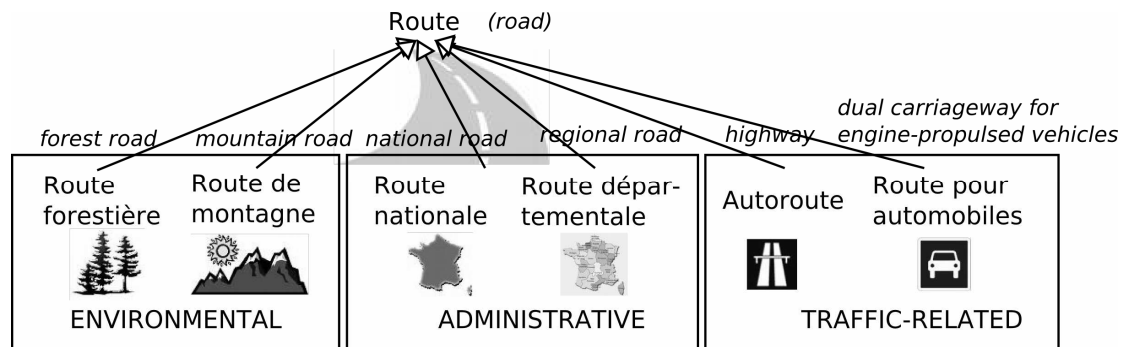 Route (road)
forest road
mountain road
national road
regional road
highway
dual carriageway for
engine-propulsed vehicles
Route
forestière
Route de
montagne
Route
nationale
Route dépar-
tementale
Autoroute
Route pour
automobiles
ENVIRONMENTAL
ADMINISTRATIVE
TRAFFIC-RELATED